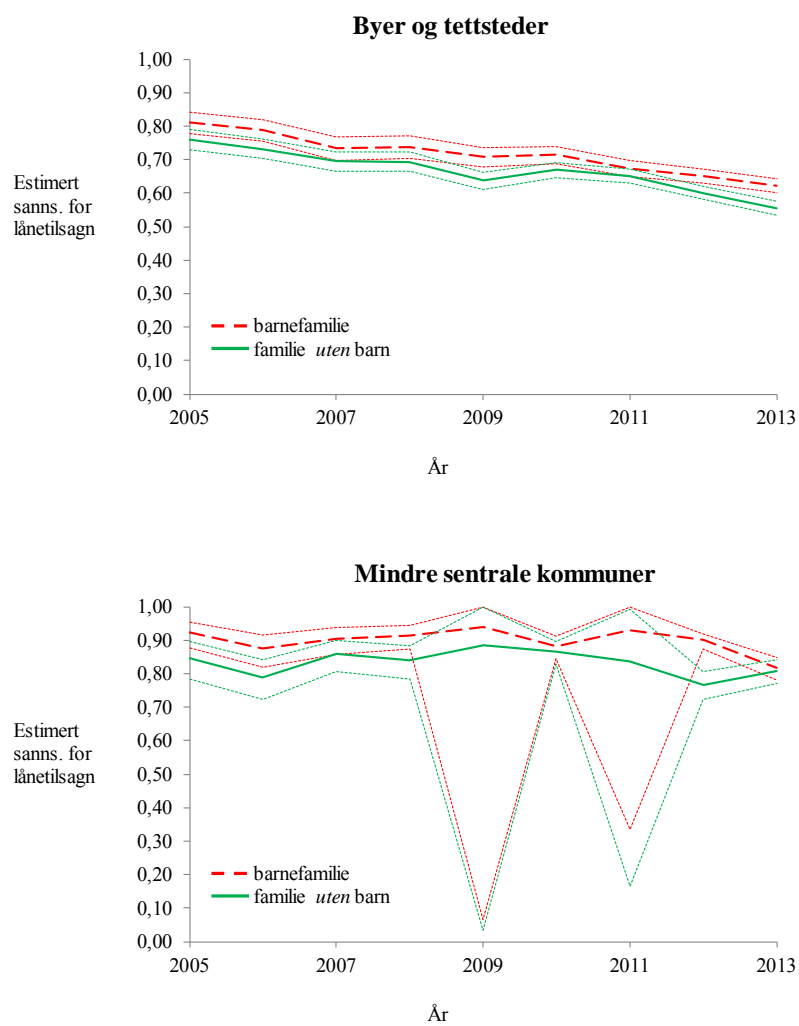 Byer og tettsteder
1,00
0,90
0,80
0,70
0,60
0,50
0,40
0,30
0,20
0,10
0,00
Estimert
sanns. for
lånetilsagn
barnefamilie
familie uten barn
2005 2007 2009 2011 2013
År
Mindre sentrale kommuner
1,00
0,90
0,80
0,70
0,60
0,50
0,40
0,30
0,20
0,10
0,00
Estimert
sanns. for
lånetilsagn
barnefamilie
familie uten barn
2005 2007 2009 2011 2013
År